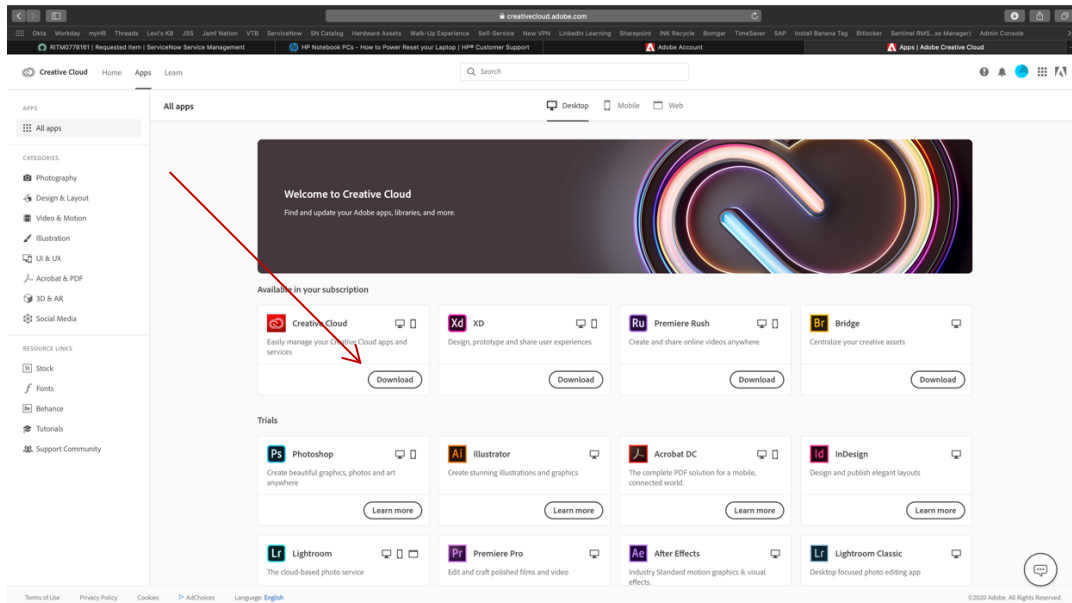 creativecloud.adobe.com
Okta Workday myHR Threads Levi's KB JSS Jamf Nation VTB ServiceNow SN Catalog Hardware Assets Walk-Up Experience Self-Service New VPN LinkedIn Learning Sharepoint INK Recycle Bomgar TimeSaver SAP Install Banana Tag Bitlocker Sentinel RMS...se Manager) Admin Console
RITM0778161 | Requested Item | ServiceNow Service Management
HP Notebook PCs - How to Power Reset your Laptop | HP® Customer Support
Adobe Account
Apps | Adobe Creative Cloud
Creative Cloud Home Apps Learn
Search
APPS
All apps
CATEGORIES
Photography
Design & Layout
Video & Motion
Illustration
UI & UX
Acrobat & PDF
3D & AR
Social Media
RESOURCE LINKS
St Stock
Fonts
Be Behance
Tutorials
Support Community
All apps
Desktop Mobile Web
Welcome to Creative Cloud
Find and update your Adobe apps, libraries, and more.
Available in your subscription
Creative Cloud
Easily manage your Creative Cloud apps and
services
Download
Xd XD
Design, prototype and share user experiences
Download
Ru Premiere Rush
Create and share online videos anywhere.
Download
Br Bridge
Centralize your creative assets
Download
Trials
Ps Photoshop
Create beautiful graphics, photos and art
anywhere
Learn more
Ai Illustrator
Create stunning illustrations and graphics
Learn more
Acrobat DC
The complete PDF solution for a mobile,
connected world.
Learn more
Id InDesign
Design and publish elegant layouts
Learn more
Lr Lightroom
The cloud-based photo service
Pr Premiere Pro
Edit and craft polished films and video
Ae After Effects
Industry Standard motion graphics & visual
effects.
Lr Lightroom Classic
Desktop focused photo editing app
Terms of Use Privacy Policy Cookies AdChoices Language: English
©2020 Adobe. All Rights Reserved.